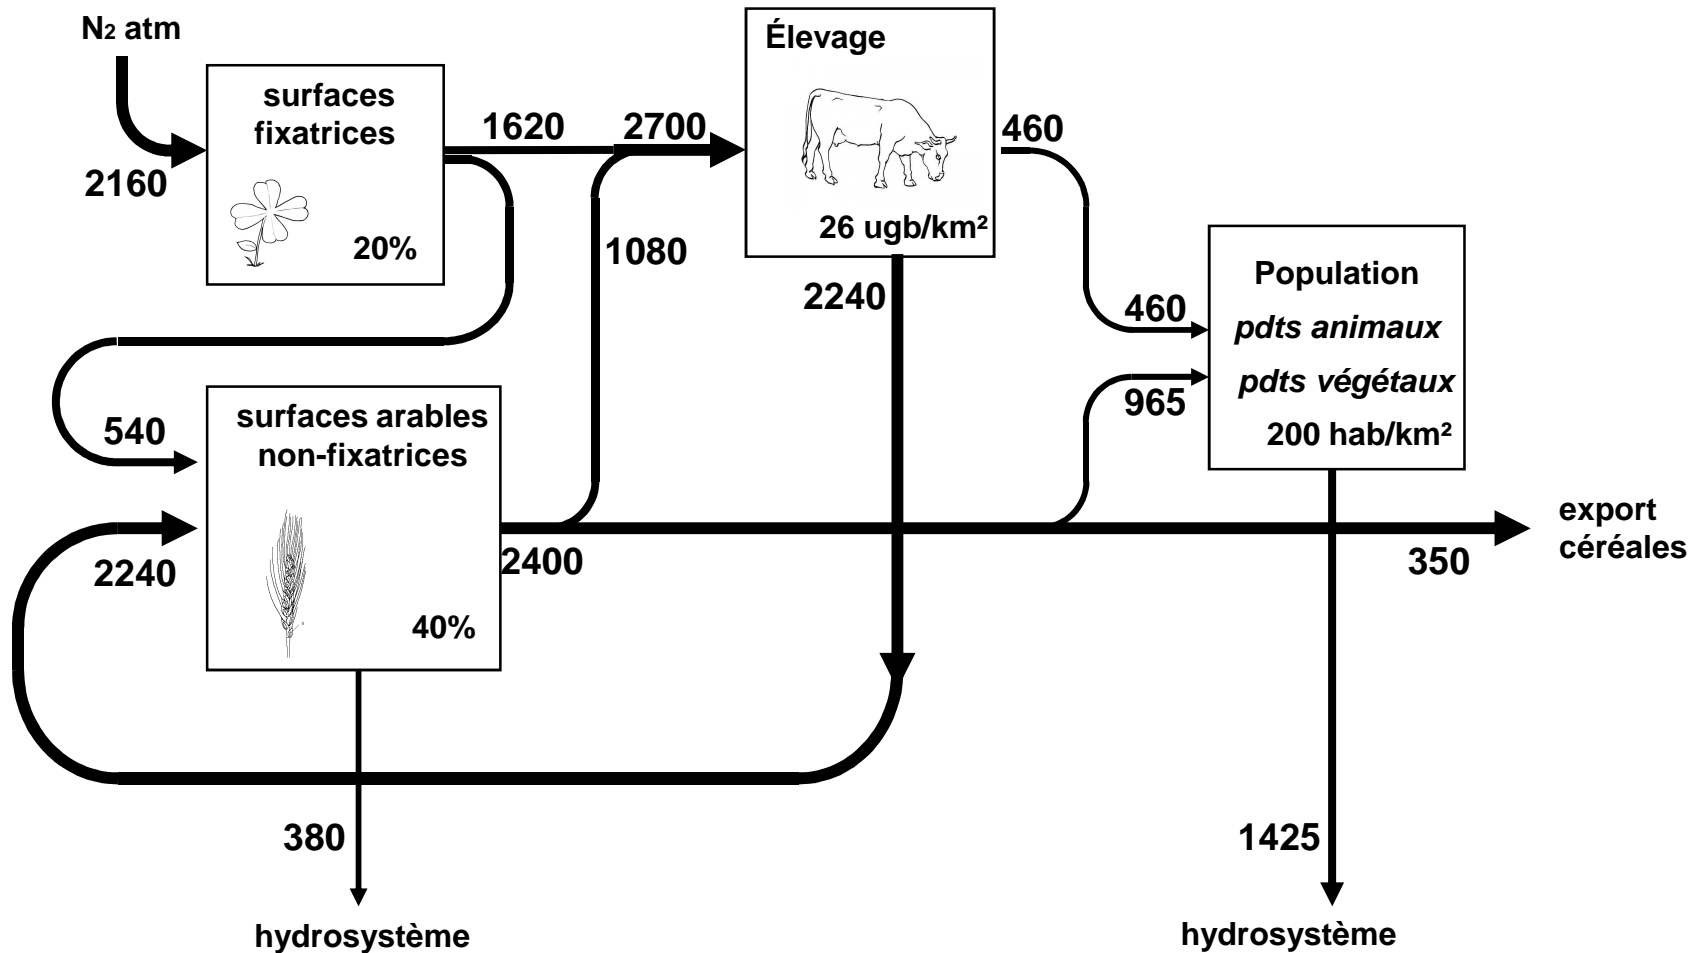 N2 atm
2160
surfaces
fixatrices
20%
1620
2700
1080
Élevage
26 ugb/km²
460
2240
460
Population
pdts animaux
pdts végétaux
200 hab/km²
965
540
2240
surfaces arables
non-fixatrices
40%
2400
350
export
céréales
380
hydrosystème
1425
hydrosystème